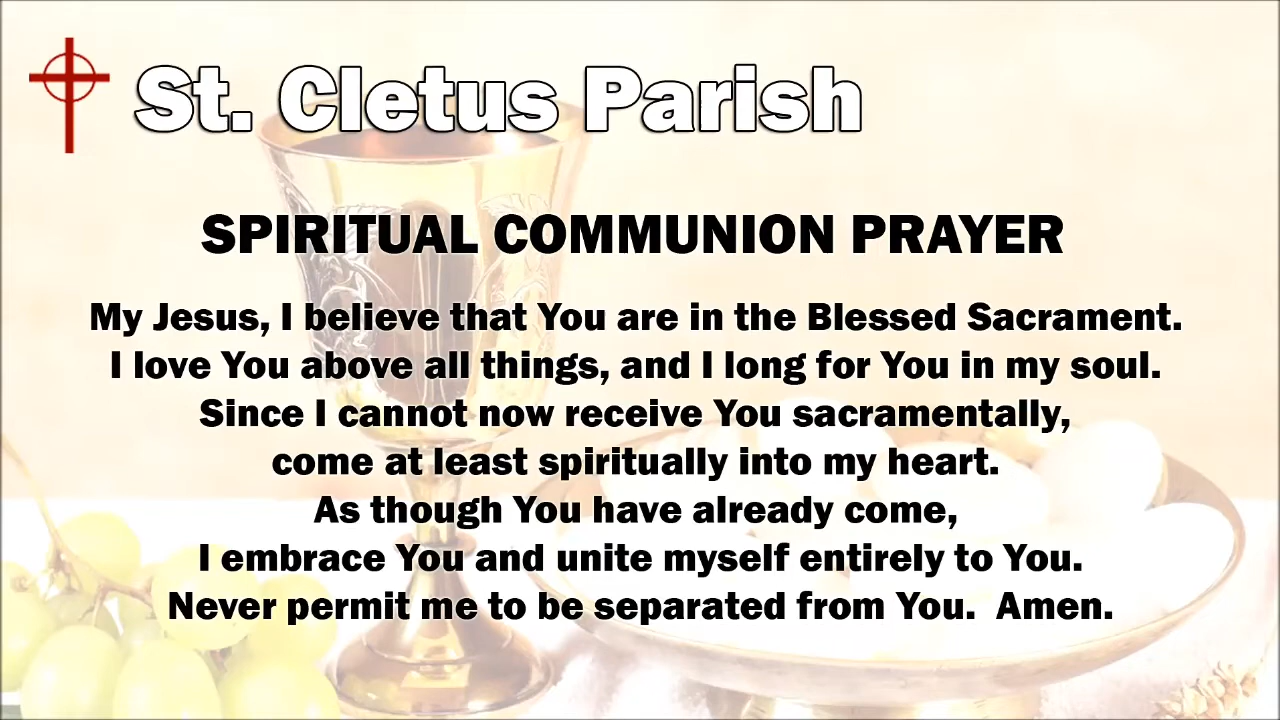 St. Cletus Parish
SPIRITUAL COMMUNION PRAYER
My Jesus, I believe that You are in the Blessed Sacrament.
I love You above all things, and I long for You in my soul.
Since I cannot now receive You sacramentally,
come at least spiritually into my heart.
As though You have already come,
I embrace You and unite myself entirely to You.
Never permit me to be separated from You.  Amen.